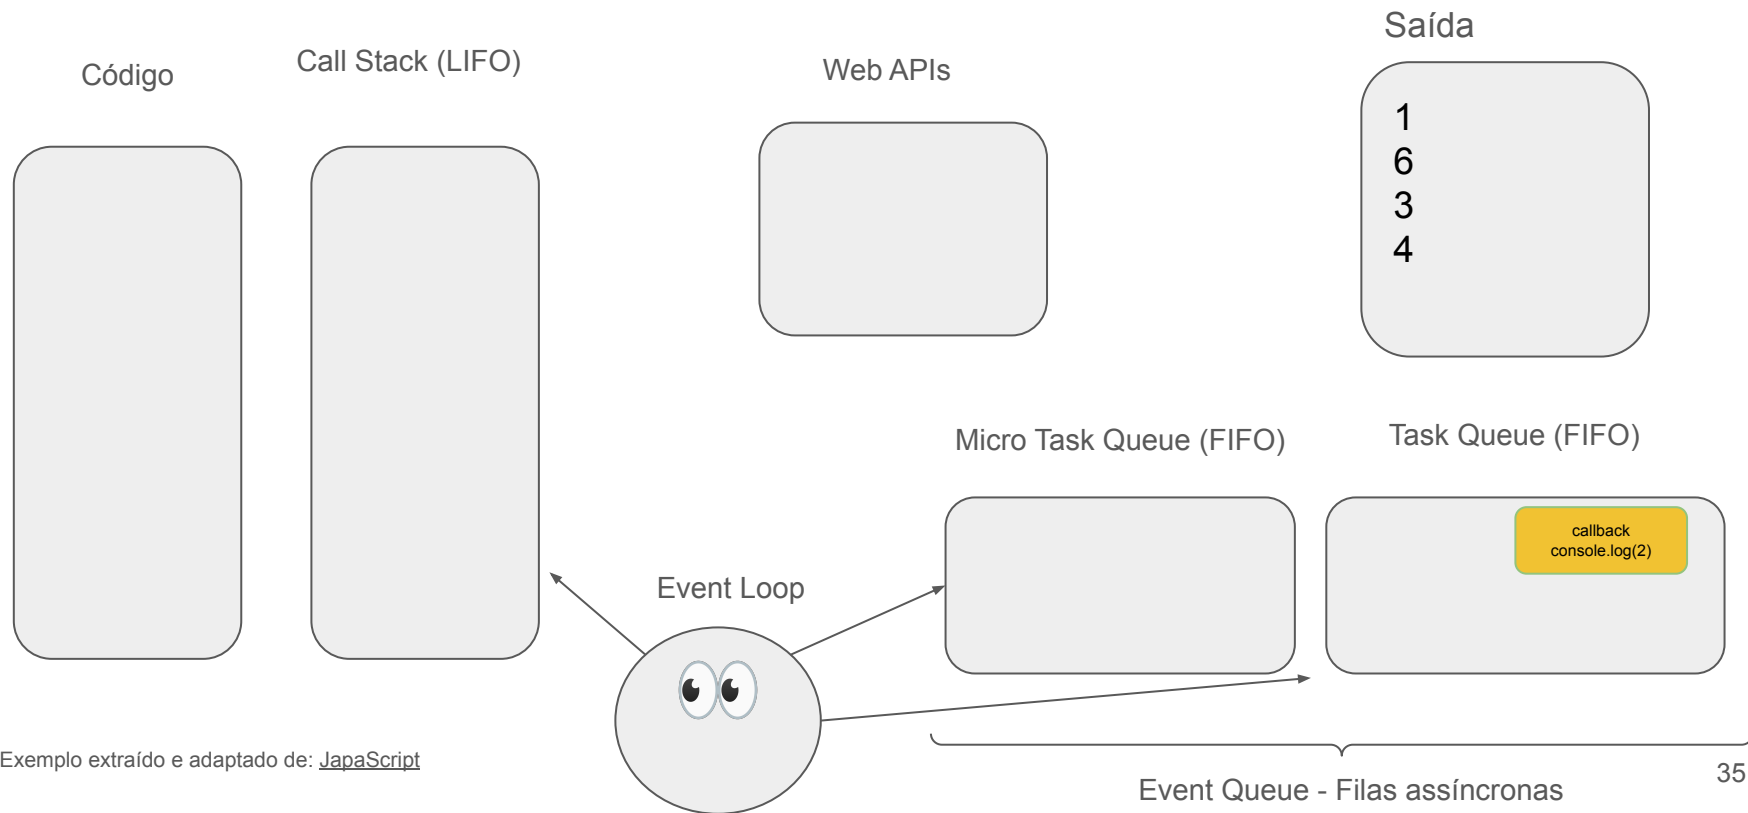 Saída
Call Stack (LIFO)
Código
Web APIs
1
6
3
4
Micro Task Queue (FIFO)
Task Queue (FIFO)
callback
console.log(2)
Event Loop
Exemplo extraído e adaptado de: JapaScript
Event Queue - Filas assíncronas
35